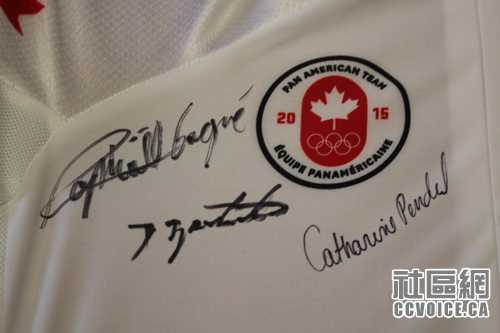 PAN AMERICAN TEAM
20 15
ÉQUIPE PANAMÉRICAINE
Raphaël Gagné
Catharine Pendrel
社區網
CCVOICE.CA